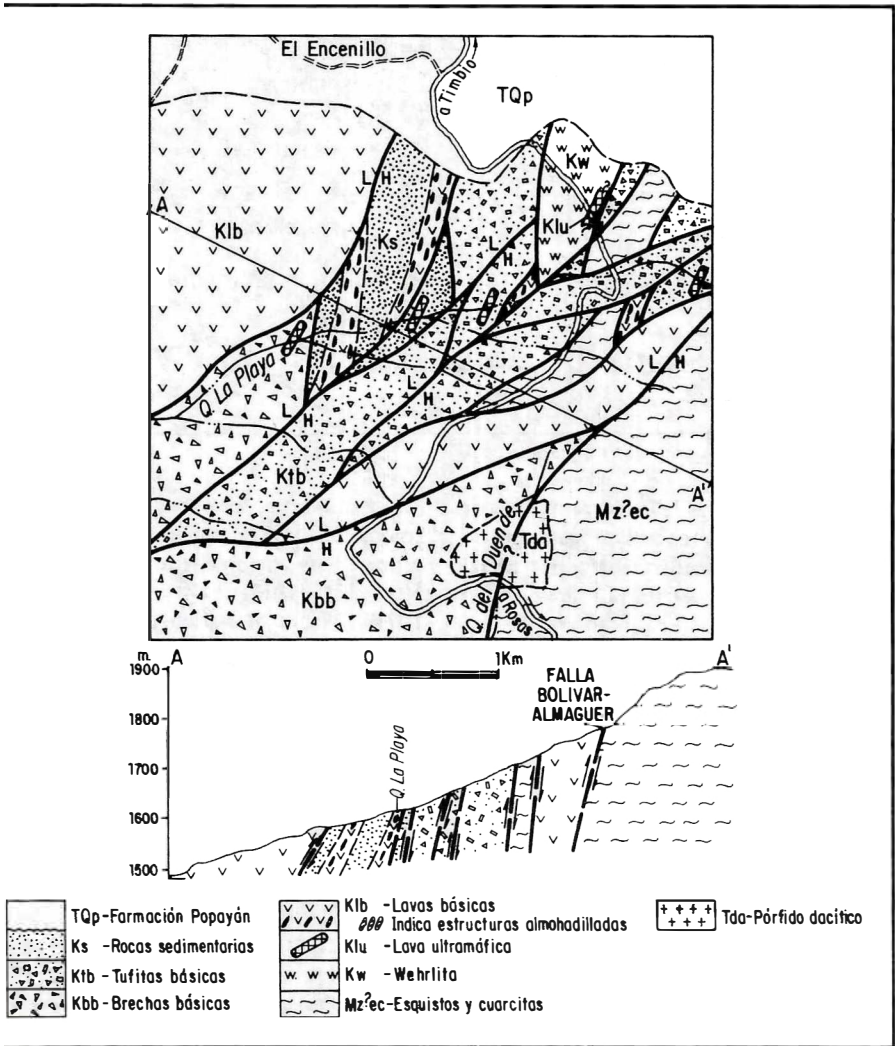 El Encenillo
a Timbio
TQp
Kw
L H
A
Klb
Ks
Klu
L
H
Q. La Playa
L
H
L
H
L H
Ktb
A'
L
H
Mz?ec
Q. del Duende
?
Tda
Kbb
a Rosas
m. A
0 1Km
A'
1900
1800
1700
1600
1500
FALLA
BOLIVAR-
ALMAGUER
Q. La Playa
TQp-Farmación Popayán
Ks - Rocas sedimentarias
Ktb - Tufitas básicas
Kbb - Brechas básicas
Klb - Lavas básicas
Indica estructuras almohadilladas
Klu - Lava ultramáfica
Kw - Wehrlita
Mz?ec-Esquistos y cuarcitas
Tda-Pórfido dacítico